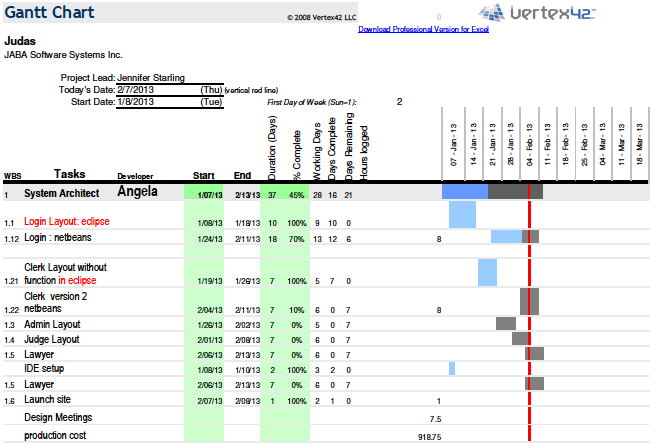 Gantt Chart © 2008 Vertex42 LLC 0 vertex42™
Download Professional Version for Excel
Judas
JABA Software Systems Inc.
Project Lead: Jennifer Starling
Today's Date: 2/7/2013 (Thu) (vertical red line)
Start Date: 1/8/2013 (Tue) First Day of Week (Sun=1): 2
WBS Tasks Developer Start End Duration (Days) % Complete Working Days Days Complete Days Remaining Hours logged 07 - Jan - 13 14 - Jan - 13 21 - Jan - 13 28 - Jan - 13 04 - Feb - 13 11 - Feb - 13 18 - Feb - 13 25 - Feb - 13 04 - Mar - 13 11 - Mar - 13 18 - Mar - 13
1 System Architect Angela 1/07/13 2/13/13 37 45% 28 16 21
1.1 Login Layout: eclipse 1/08/13 1/18/13 10 100% 9 10 0
1.12 Login : netbeans 1/24/13 2/11/13 18 70% 13 12 6 8
Clerk Layout without
1.21 function in eclipse 1/19/13 1/26/13 7 100% 5 7 0
Clerk version 2
1.22 netbeans 2/04/13 2/11/13 7 10% 6 0 7 8
1.3 Admin Layout 1/26/13 2/02/13 7 0% 5 0 7
1.4 Judge Layout 2/01/13 2/08/13 7 0% 6 0 7
1.5 Lawyer 2/06/13 2/13/13 7 0% 6 0 7
IDE setup 1/08/13 1/10/13 2 100% 3 2 0
1.5 Lawyer 2/06/13 2/13/13 7 0% 6 0 7
1.6 Launch site 2/07/13 2/08/13 1 100% 2 1 0 1
Design Meetings 7.5
production cost 918.75